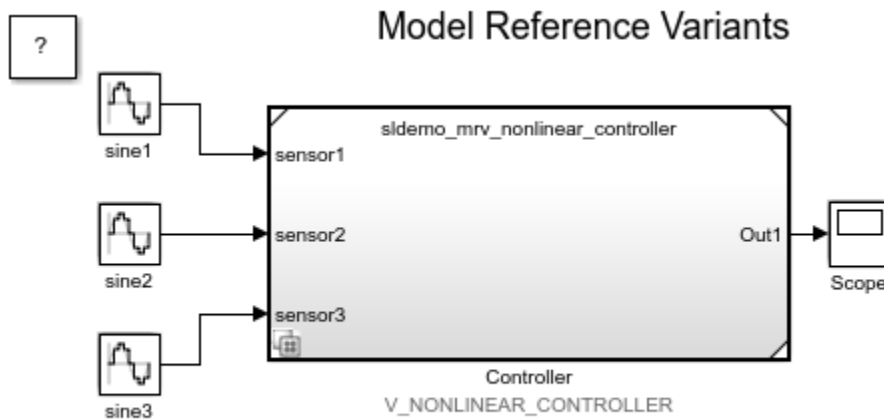 Model Reference Variants
?
sine1
sldemo_mrv_nonlinear_controller
sensor1
sine2
sensor2
Out1
Scope
sensor3
sine3
Controller
V_NONLINEAR_CONTROLLER